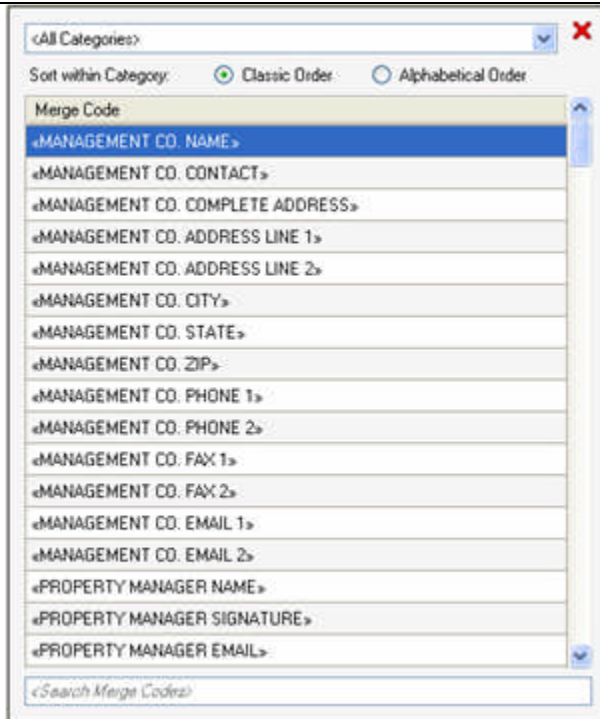 <All Categories>
Sort within Category: Classic Order Alphabetical Order
Merge Code
«MANAGEMENT CO. NAME»
«MANAGEMENT CO. CONTACT»
«MANAGEMENT CO. COMPLETE ADDRESS»
«MANAGEMENT CO. ADDRESS LINE 1»
«MANAGEMENT CO. ADDRESS LINE 2»
«MANAGEMENT CO. CITY»
«MANAGEMENT CO. STATE»
«MANAGEMENT CO. ZIP»
«MANAGEMENT CO. PHONE 1»
«MANAGEMENT CO. PHONE 2»
«MANAGEMENT CO. FAX 1»
«MANAGEMENT CO. FAX 2»
«MANAGEMENT CO. EMAIL 1»
«MANAGEMENT CO. EMAIL 2»
«PROPERTY MANAGER NAME»
«PROPERTY MANAGER SIGNATURE»
«PROPERTY MANAGER EMAIL»
<Search Merge Codes>